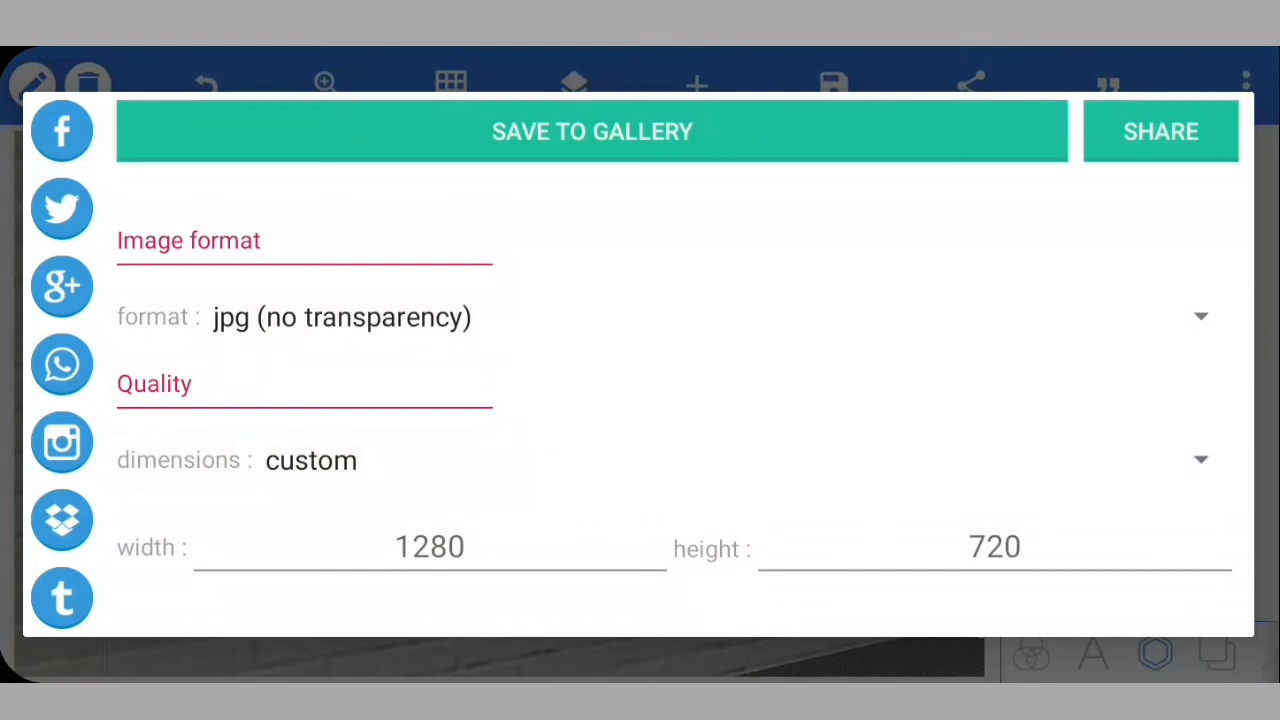 SAVE TO GALLERY
SHARE
Image format
format : jpg (no transparency)
Quality
dimensions : custom
width : 1280 height : 720